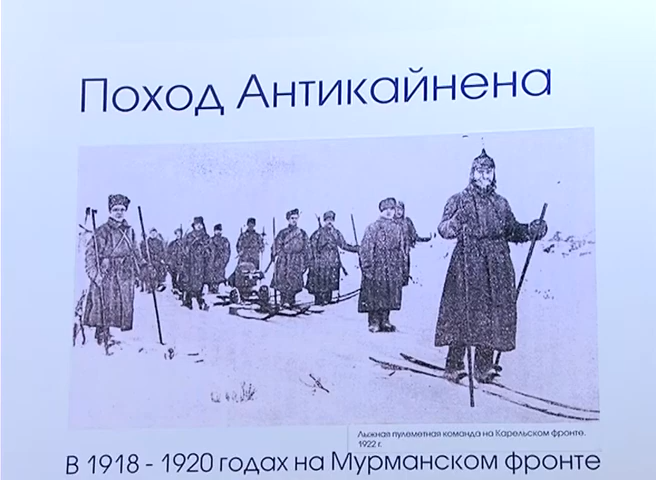 Поход Антикайнена
Лыжная пулеметная команда на Карельском фронте.
1922 г.
В 1918 - 1920 годах на Мурманском фронте